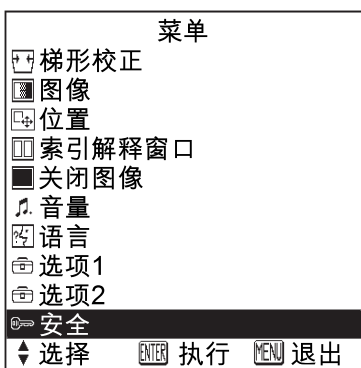 菜单
梯形校正
图像
位置
索引解释窗口
关闭图像
音量
语言
选项1
选项2
安全
选择 ENTER 执行 MENU 退出